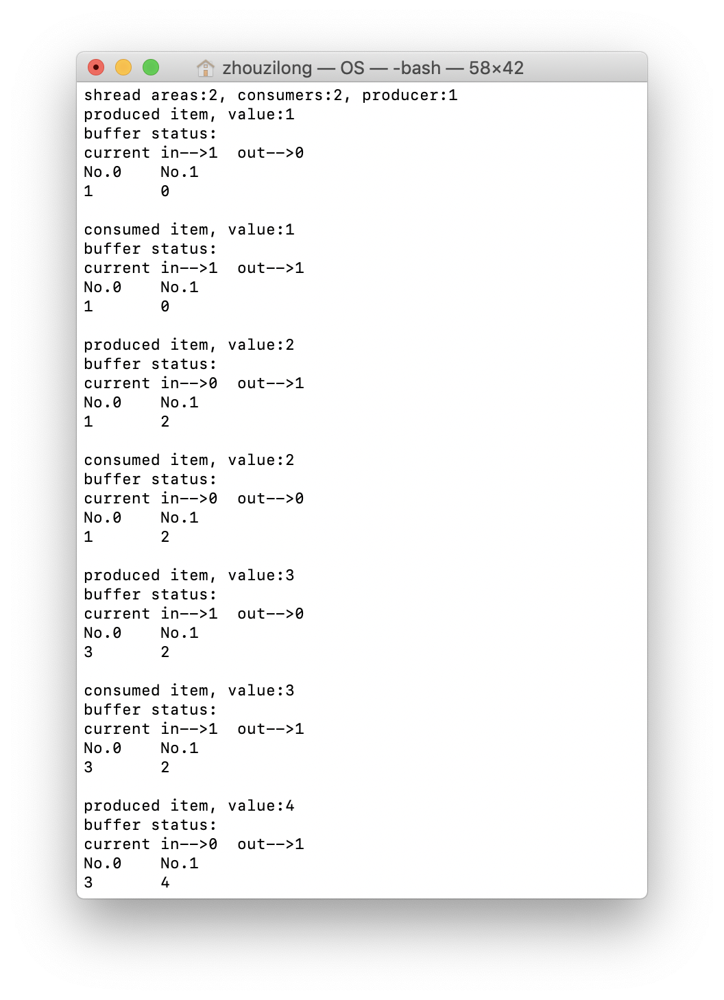 zhouzilong — OS — -bash — 58×42
shread areas:2, consumers:2, producer:1
produced item, value:1
buffer status:
current in-->1  out-->0
No.0    No.1
1       0
consumed item, value:1
buffer status:
current in-->1  out-->1
No.0    No.1
1       0
produced item, value:2
buffer status:
current in-->0  out-->1
No.0    No.1
1       2
consumed item, value:2
buffer status:
current in-->0  out-->0
No.0    No.1
1       2
produced item, value:3
buffer status:
current in-->1  out-->0
No.0    No.1
3       2
consumed item, value:3
buffer status:
current in-->1  out-->1
No.0    No.1
3       2
produced item, value:4
buffer status:
current in-->0  out-->1
No.0    No.1
3       4